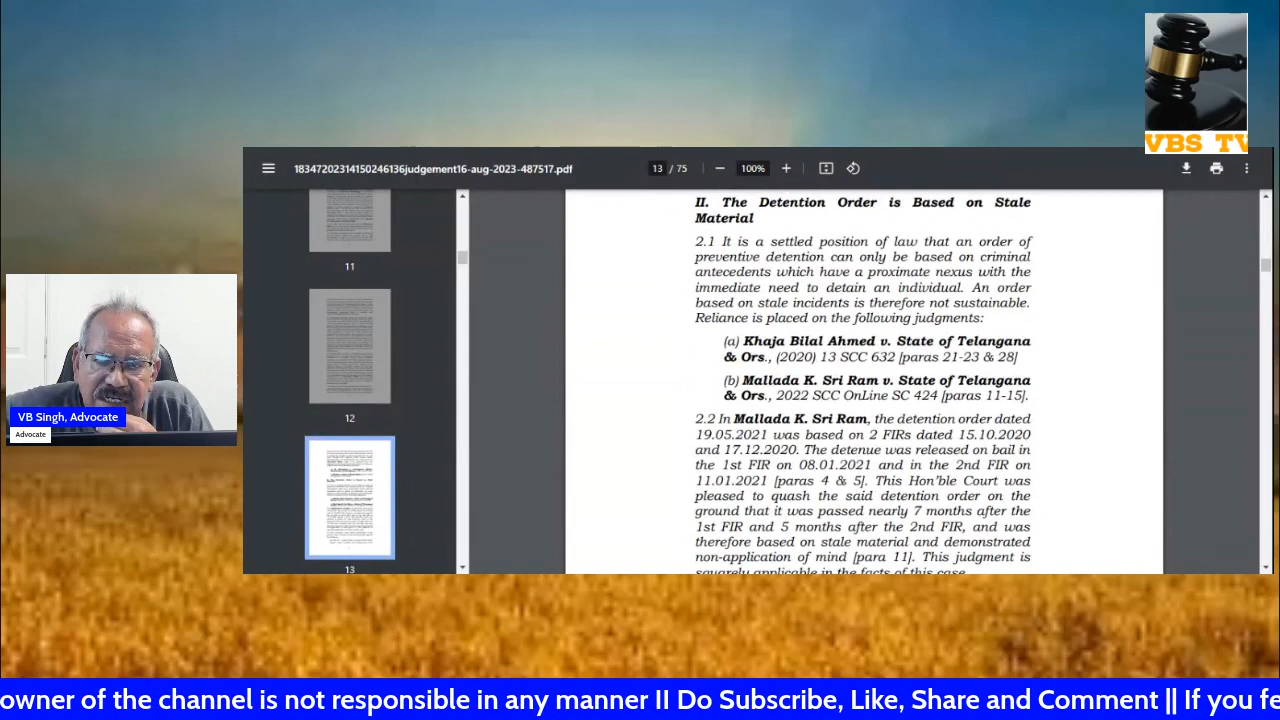 VBS TV
18347202314150246136judgement16-aug-2023-487517.pdf
13 / 75
100%
11
12
13
II. The Detention Order is Based on Stale
Material
2.1 It is a settled position of law that an order of
preventive detention can only be based on criminal
antecedents which have a proximate nexus with the
immediate need to detain an individual. An order
based on stale incidents is therefore not sustainable.
Reliance is placed on the following judgments:
(a) Khaja Bilal Ahmed v. State of Telangana
& Ors., (2020) 13 SCC 632 [paras 21-23 & 28]
(b) Mallada K. Sri Ram v. State of Telangana
& Ors., 2022 SCC OnLine SC 424 [paras 11-15].
2.2 In Mallada K. Sri Ram, the detention order dated
19.05.2021 was based on 2 FIRs dated 15.10.2020
and 17.12.2020. The detenue was released on bail in
the 1st FIR on 08.01.2021 and in the 2nd FIR on
11.01.2021 [paras 4 & 5]. This Hon'ble Court was
pleased to quash the said detention order on the
ground that it was passed nearly 7 months after the
1st FIR and 5 months after the 2nd FIR, and was
therefore based on stale material and demonstrated
non-application of mind [para 11]. This judgment is
squarely applicable in the facts of this case.
VB Singh, Advocate
Advocate
owner of the channel is not responsible in any manner II Do Subscribe, Like, Share and Comment || If you fe